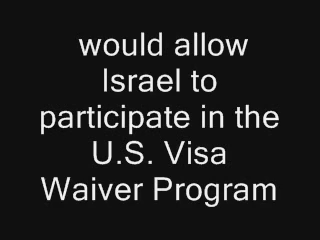 would allow
Israel to
participate in the
U.S. Visa
Waiver Program